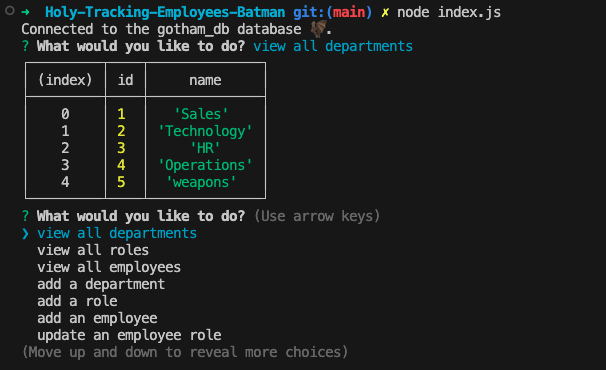 ➜ Holy-Tracking-Employees-Batman git:(main) ✗ node index.js
Connected to the gotham_db database 🦇.
? What would you like to do? view all departments
(index) id name
0 1 'Sales'
1 2 'Technology'
2 3 'HR'
3 4 'Operations'
4 5 'weapons'
? What would you like to do? (Use arrow keys)
❯ view all departments
view all roles
view all employees
add a department
add a role
add an employee
update an employee role
(Move up and down to reveal more choices)